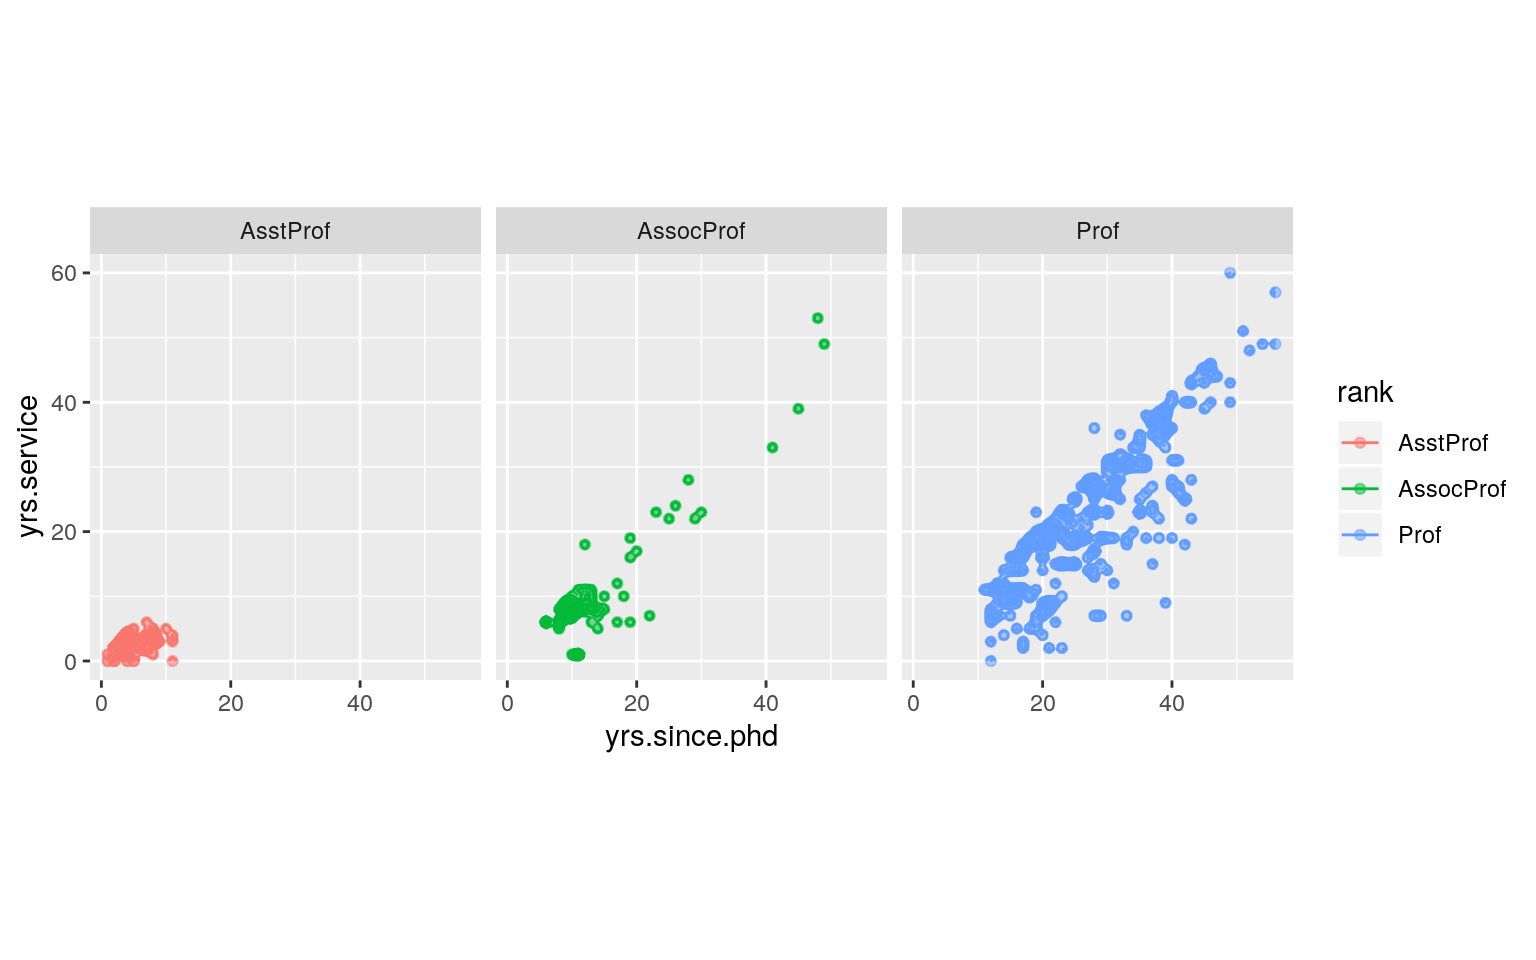 AsstProf AssocProf Prof
60
40
20
0
yrs.service
0 20 40 0 20 40 0 20 40
yrs.since.phd
rank
AsstProf
AssocProf
Prof